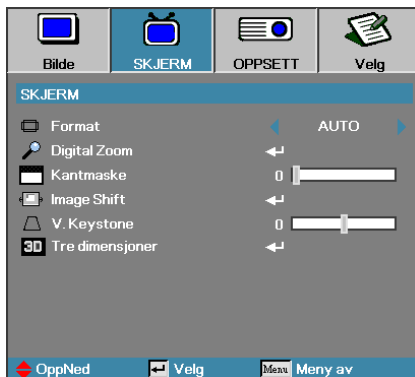 Bilde SKJERM OPPSETT Velg
SKJERM
Format AUTO
Digital Zoom
Kantmaske 0
Image Shift
V. Keystone 0
3D Tre dimensjoner
OppNed Velg Menu Meny av